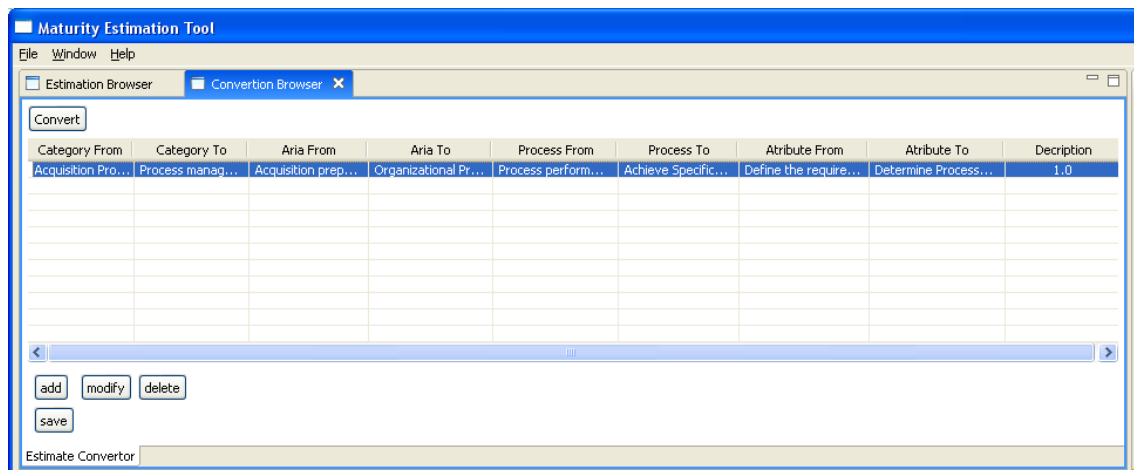 Maturity Estimation Tool
File Window Help
Estimation Browser Convertion Browser
Convert
Category From Category To Aria From Aria To Process From Process To Atribute From Atribute To Decription
Acquisition Pro... Process manag... Acquisition prep... Organizational Pr... Process perform... Achieve Specific... Define the require... Determine Process... 1.0
add modify delete
save
Estimate Convertor